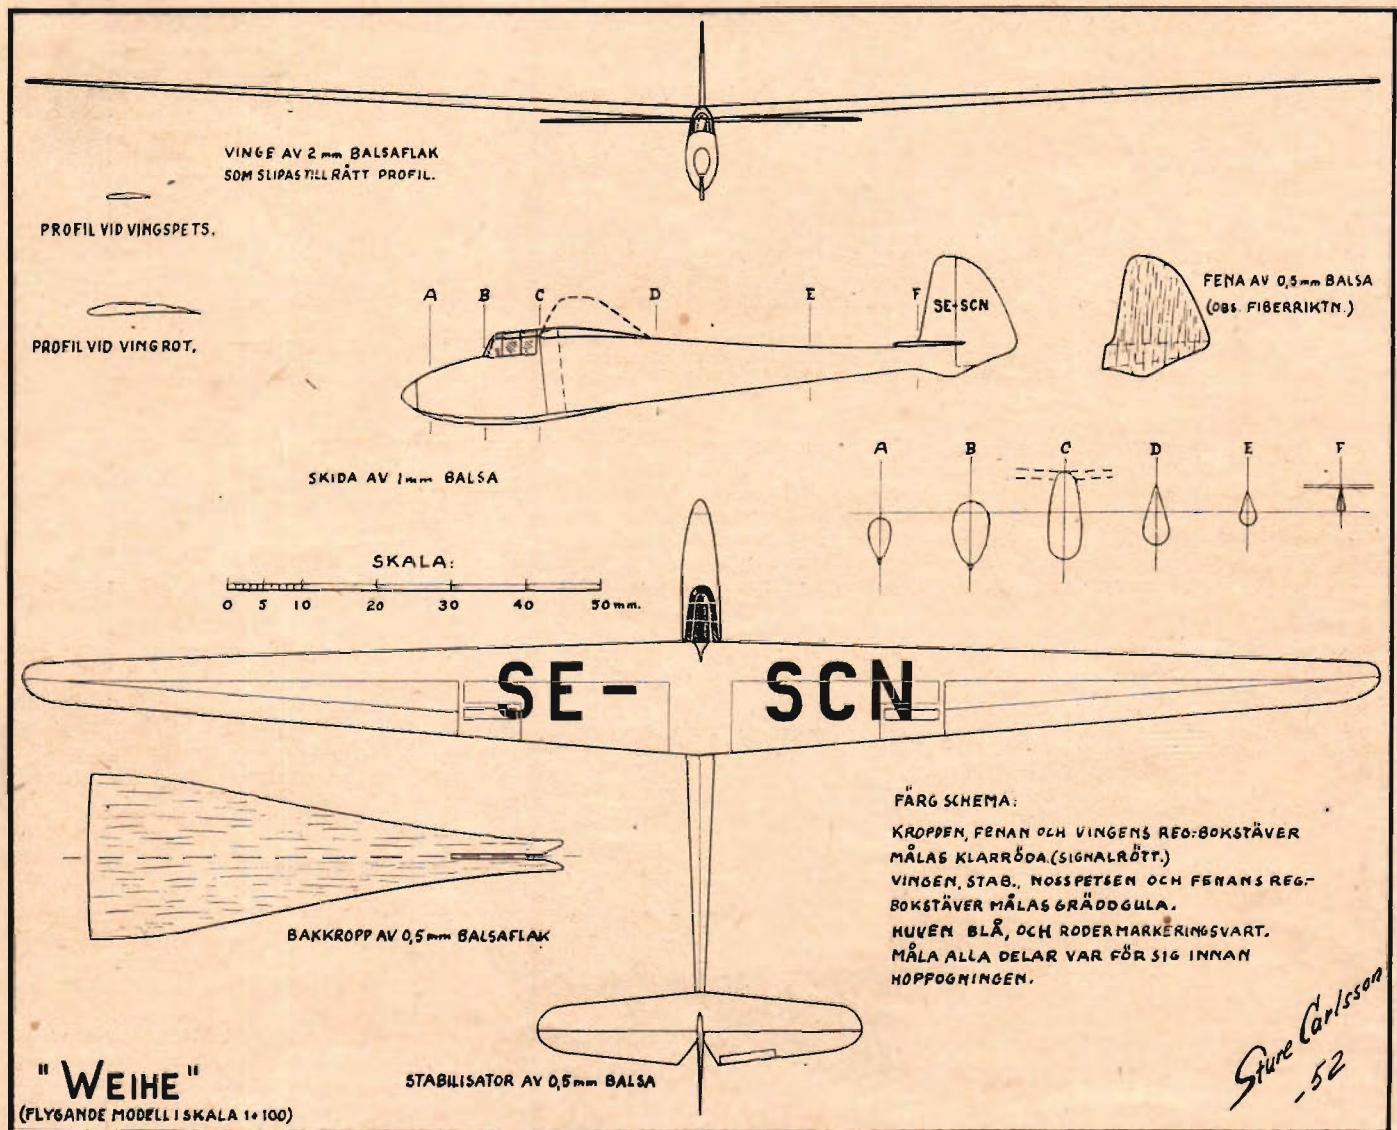 VINGE AV 2 mm BALSAFLAK
SOM SLIPAS TILL RÄTT PROFIL.
PROFIL VID VINGSPETS.
PROFIL VID VINGROT.
A B C D E F
SE-SCN
FENA AV 0,5 mm BALSA
(OBS. FIBERRIKTN.)
SKIDA AV 1 mm BALSA
A B C D E F
SKALA:
0 5 10 20 30 40 50 mm.
SE- SCN
FÄRG SCHEMA:
KROPPEN, FENAN OCH VINGENS REG.-BOKSTÄVER
MÅLAS KLARRÖDA.(SIGNALRÖTT.)
VINGEN, STAB., NOSSPETSEN OCH FENANS REG.-
BOKSTÄVER MÅLAS GRÄDDGULA.
HUVEN BLÅ, OCH RODERMARKERINGSVART.
MÅLA ALLA DELAR VAR FÖR SIG INNAN
HOPFOGNINGEN.
BAKKROPP AV 0,5 mm BALSAFLAK
STABILISATOR AV 0,5 mm BALSA
"WEIHE"
(FLYGANDE MODELL I SKALA 1÷100)
Sture Carlsson
-52